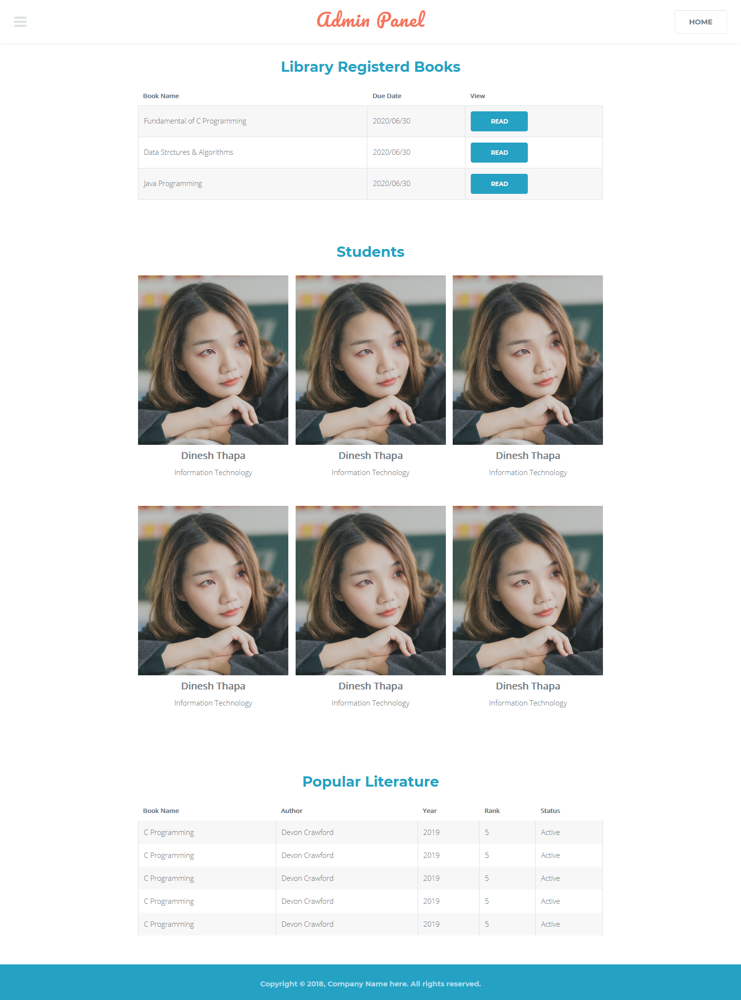 Admin Panel
HOME
Library Registerd Books
Book Name Due Date View
Fundamental of C Programming 2020/06/30 READ
Data Strctures & Algorithms 2020/06/30 READ
Java Programming 2020/06/30 READ
Students
Dinesh Thapa Dinesh Thapa Dinesh Thapa
Information Technology Information Technology Information Technology
Dinesh Thapa Dinesh Thapa Dinesh Thapa
Information Technology Information Technology Information Technology
Popular Literature
Book Name Author Year Rank Status
C Programming Devon Crawford 2019 5 Active
C Programming Devon Crawford 2019 5 Active
C Programming Devon Crawford 2019 5 Active
C Programming Devon Crawford 2019 5 Active
C Programming Devon Crawford 2019 5 Active
Copyright © 2018, Company Name here. All rights reserved.